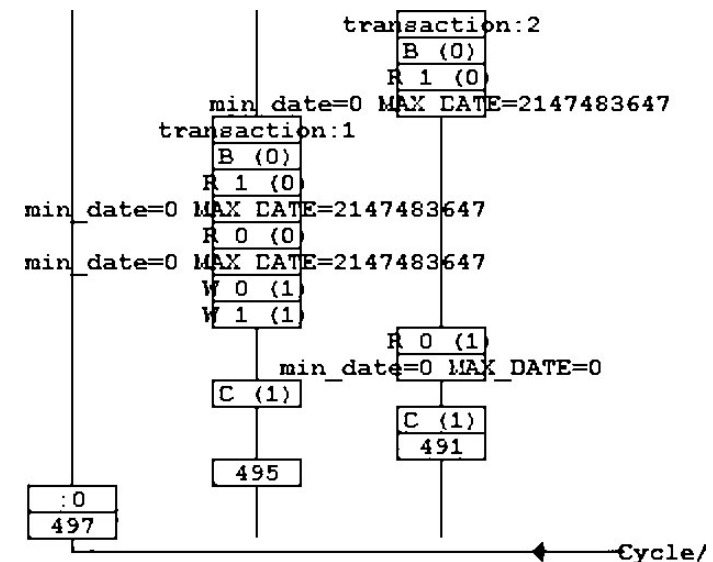 transaction:2
B (0)
R 1 (0)
min_date=0 MAX_DATE=2147483647
transaction:1
B (0)
R 1 (0)
min_date=0 MAX_DATE=2147483647
R 0 (0)
min_date=0 MAX_DATE=2147483647
W 0 (1)
W 1 (1)
R 0 (1)
min_date=0 MAX_DATE=0
C (1)
C (1)
491
495
:0
497
Cycle/